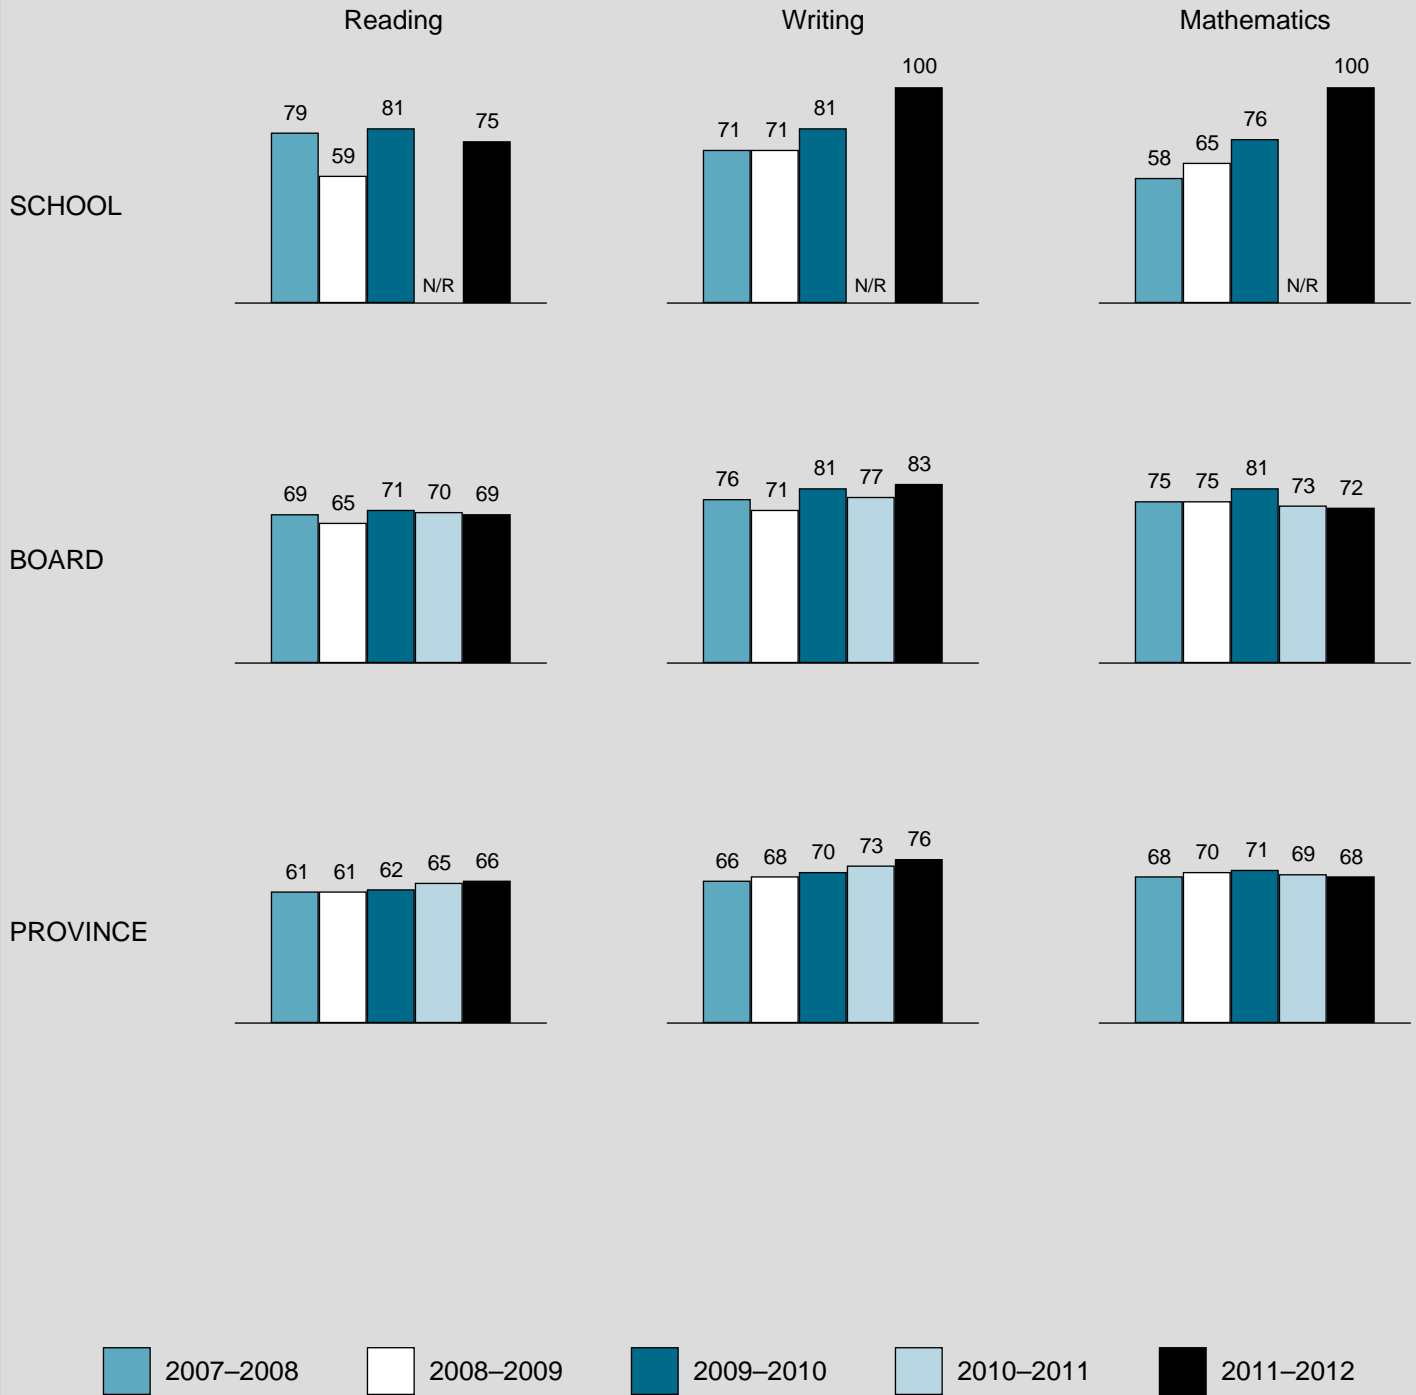 Reading Writing Mathematics
SCHOOL
79 59 81 N/R 75
71 71 81 N/R 100
58 65 76 N/R 100
BOARD
69 65 71 70 69
76 71 81 77 83
75 75 81 73 72
PROVINCE
61 61 62 65 66
66 68 70 73 76
68 70 71 69 68
2007–2008 2008–2009 2009–2010 2010–2011 2011–2012